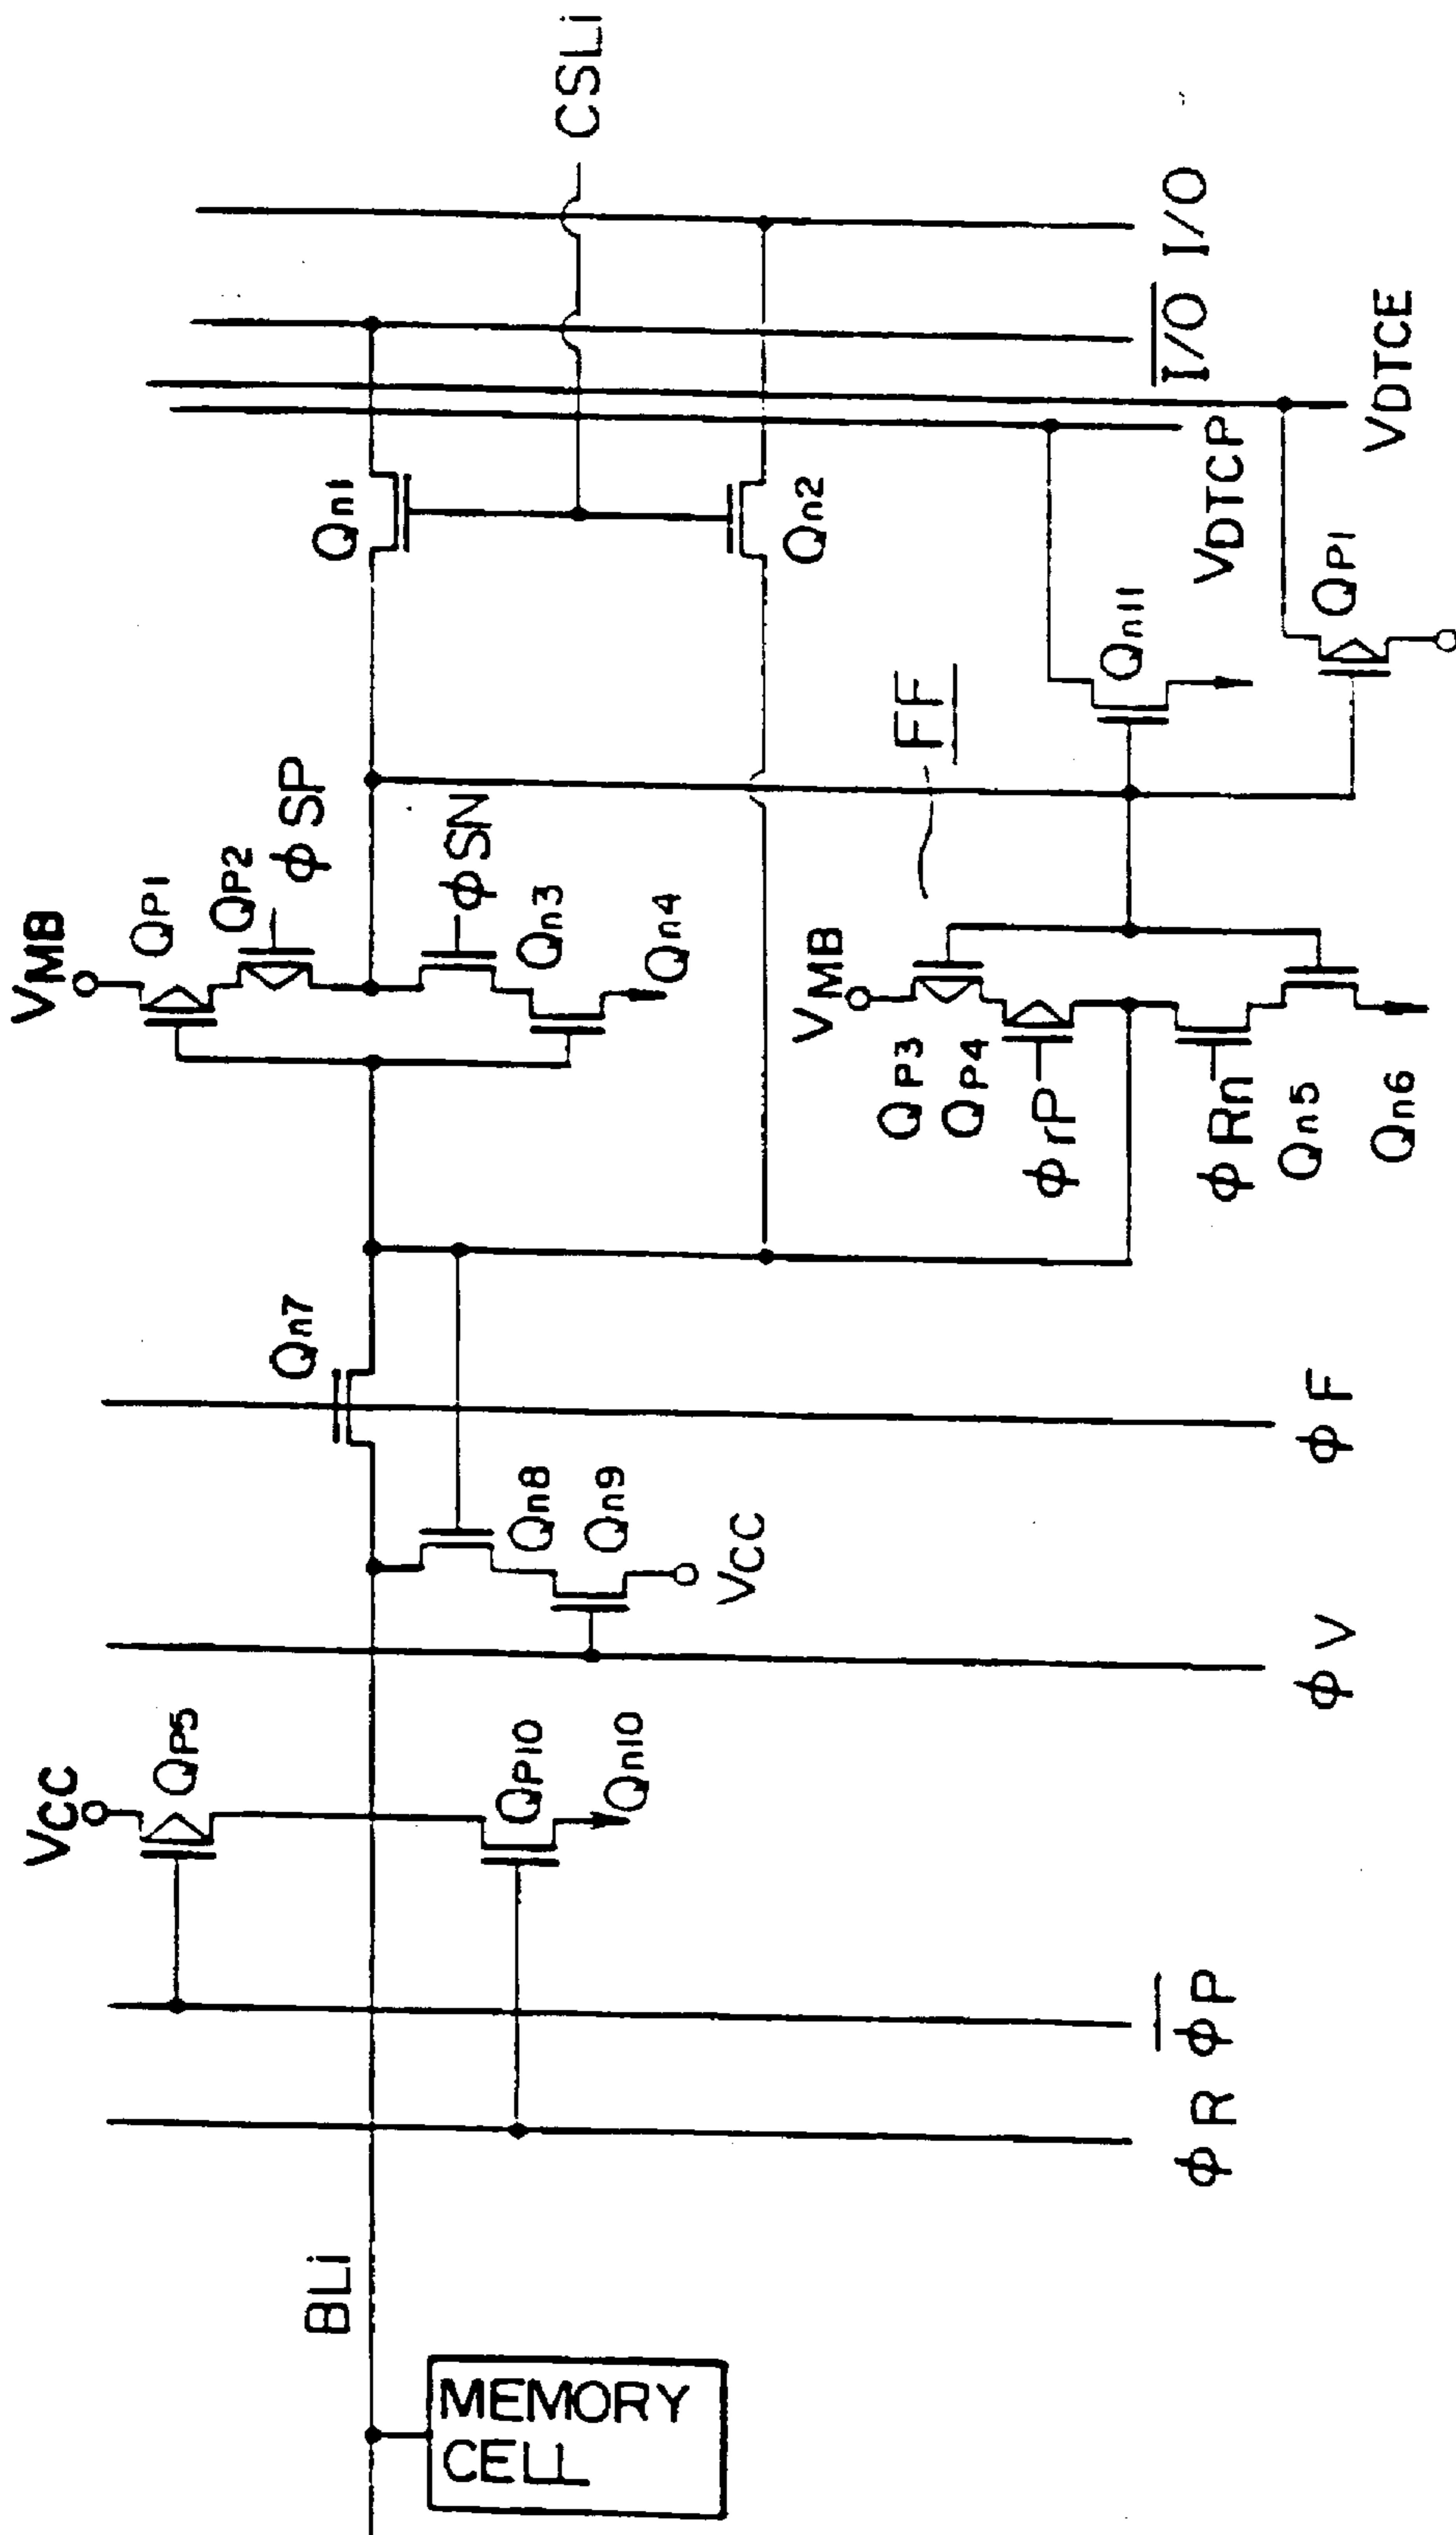 MEMORY
CELL
BLi
φR
φP
VCC
QP5
QP10
Qn10
φV
Qn8
Qn9
VCC
φF
Qn7
VMB
QP1
QP2
φSP
φSN
Qn3
Qn4
VMB
QP3
QP4
φrP
φRn
Qn5
Qn6
FF
Qn1
Qn2
Qn11
QP1
VDTCP
VDTCE
I/O
I/O
CSLi